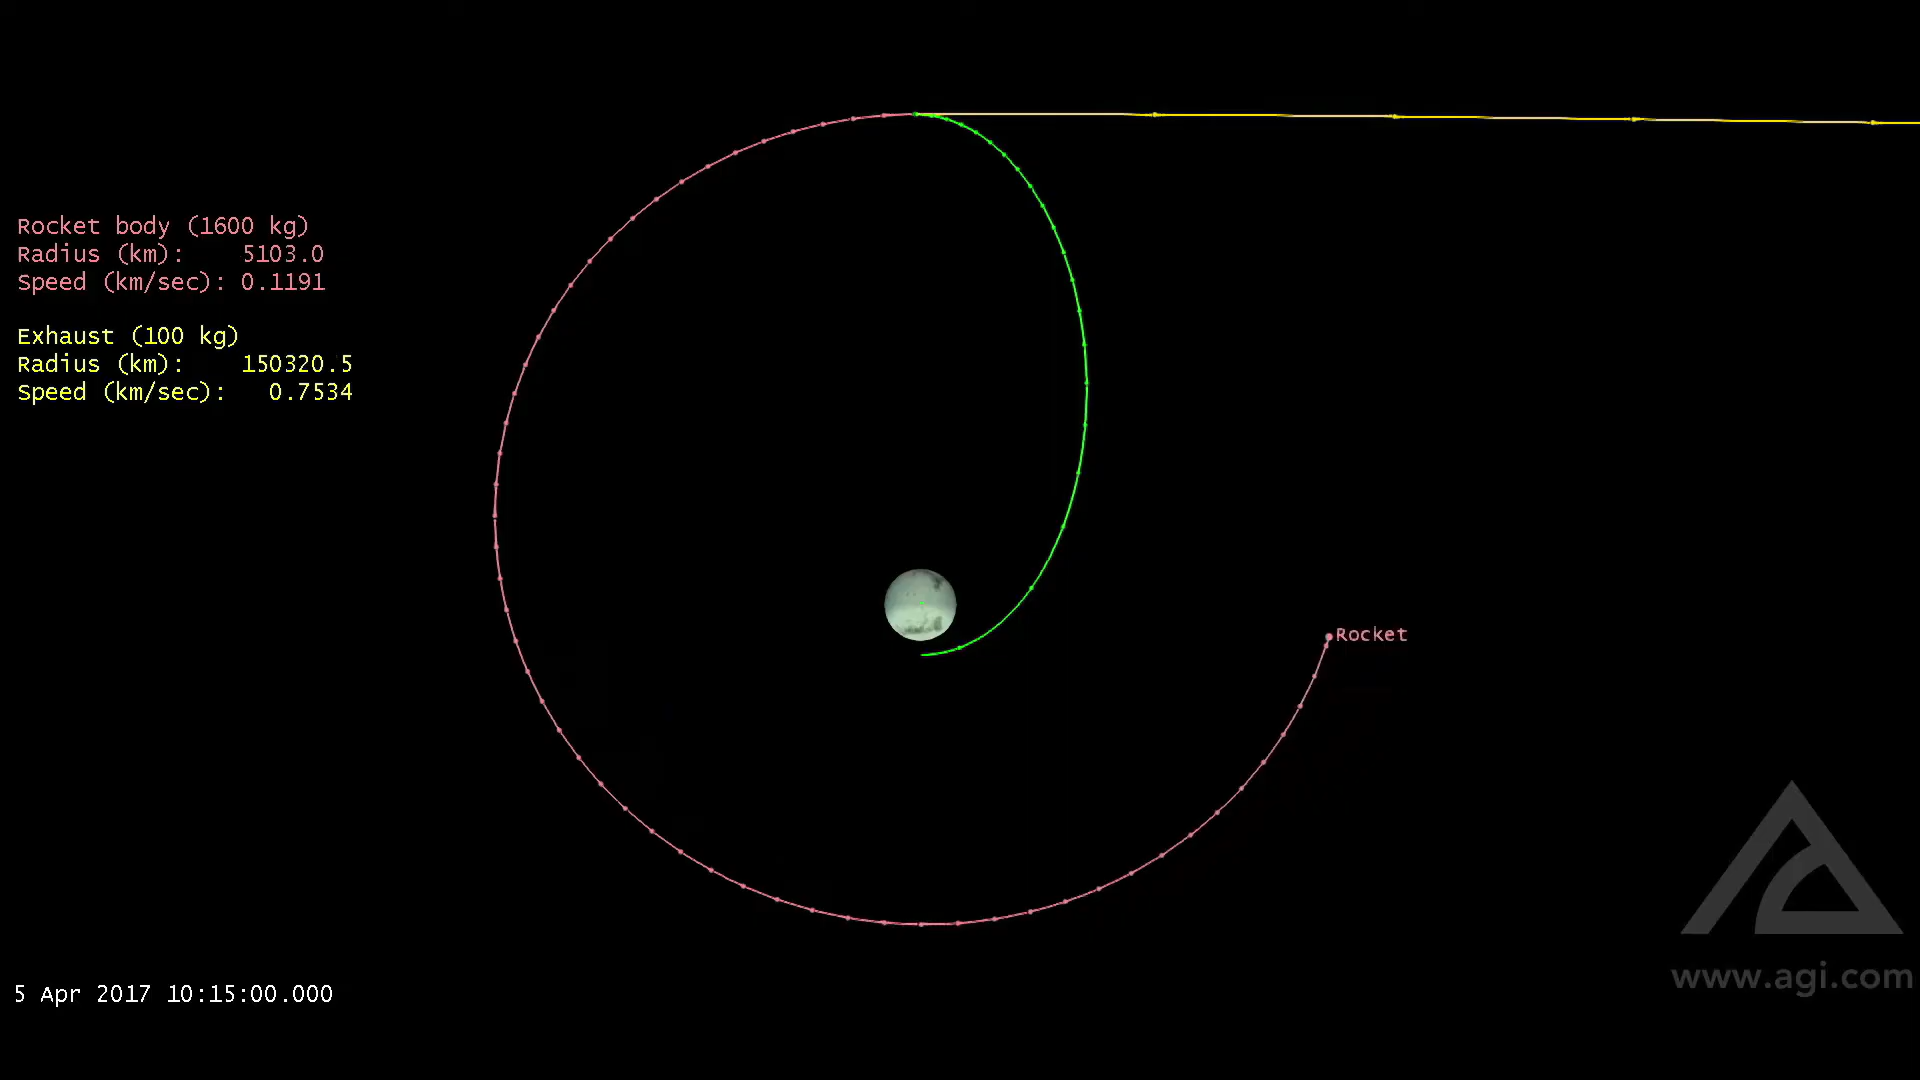 Rocket body (1600 kg)
Radius (km): 5103.0
Speed (km/sec): 0.1191
Exhaust (100 kg)
Radius (km): 150320.5
Speed (km/sec): 0.7534
Rocket
5 Apr 2017 10:15:00.000
www.agi.com